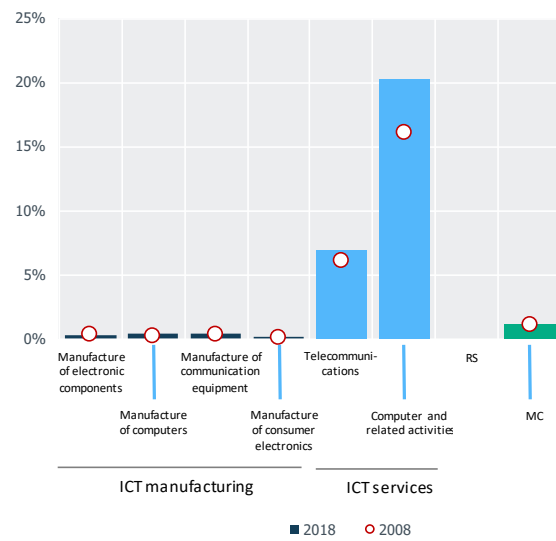 25%
20%
15%
10%
5%
0%
Manufacture
of electronic
components
Manufacture
of computers
Manufacture of
communication
equipment
Manufacture
of consumer
electronics
Telecommuni-
cations
Computer and
related activities
RS
MC
ICT manufacturing
ICT services
2018
2008